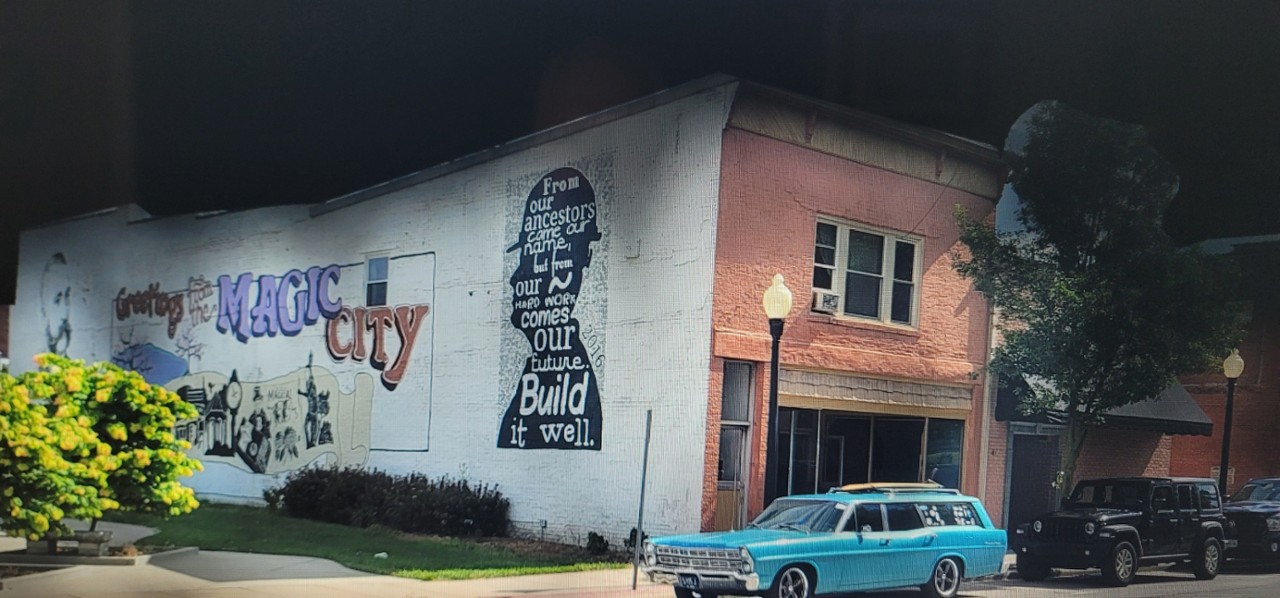 Greetings from
the
MAGIC
CITY
From
our
ancestors
came our
name,
but from
our
HARD WORK
comes
our
future.
Build
it well.
2016